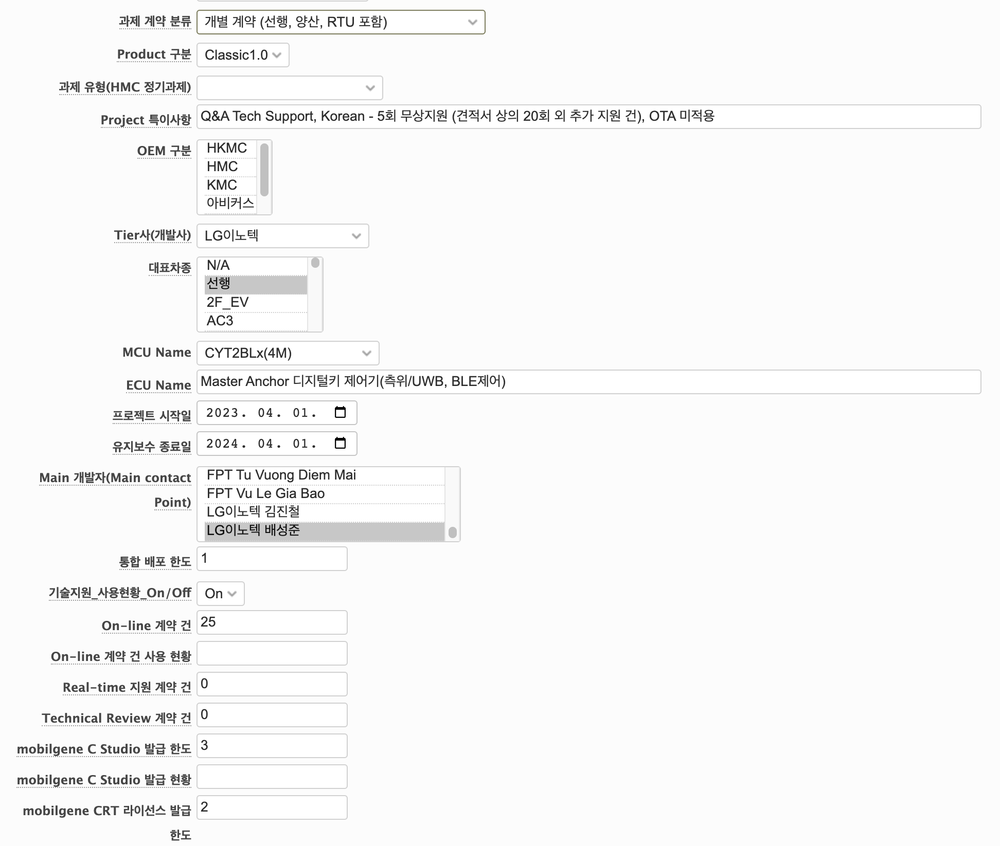 과제 계약 분류 개별 계약 (선행, 양산, RTU 포함)
Product 구분 Classic1.0
과제 유형(HMC 정기과제)
Project 특이사항 Q&A Tech Support, Korean - 5회 무상지원 (견적서 상의 20회 외 추가 지원 건), OTA 미적용
OEM 구분 HKMC
HMC
KMC
아비커스
Tier사(개발사) LG이노텍
대표차종 N/A
선행
2F_EV
AC3
MCU Name CYT2BLx(4M)
ECU Name Master Anchor 디지털키 제어기(측위/UWB, BLE제어)
프로젝트 시작일 2023. 04. 01.
유지보수 종료일 2024. 04. 01.
Main 개발자(Main contact
Point)
FPT Tu Vuong Diem Mai
FPT Vu Le Gia Bao
LG이노텍 김진철
LG이노텍 배성준
통합 배포 한도 1
기술지원_사용현황_On/Off On
On-line 계약 건 25
On-line 계약 건 사용 현황
Real-time 지원 계약 건 0
Technical Review 계약 건 0
mobilgene C Studio 발급 한도 3
mobilgene C Studio 발급 현황
mobilgene CRT 라이선스 발급
한도
2